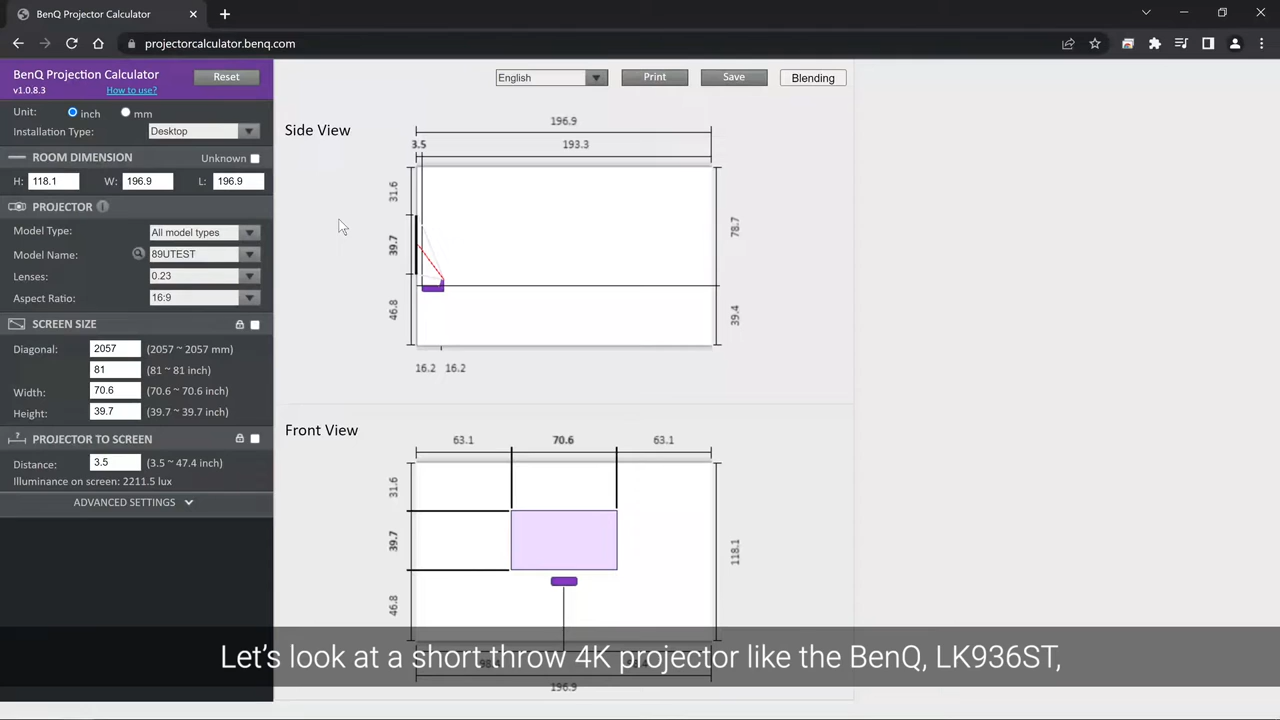 BenQ Projector Calculator
projectorcalculator.benq.com
BenQ Projection Calculator
Reset
v1.0.8.3
How to use?
Unit:
inch
mm
Installation Type:
Desktop
ROOM DIMENSION
Unknown
H:
118.1
W:
196.9
L:
196.9
PROJECTOR
Model Type:
All model types
Model Name:
89UTEST
Lenses:
0.23
Aspect Ratio:
16:9
SCREEN SIZE
Diagonal:
2057
(2057 ~ 2057 mm)
81
(81 ~ 81 inch)
Width:
70.6
(70.6 ~ 70.6 inch)
Height:
39.7
(39.7 ~ 39.7 inch)
PROJECTOR TO SCREEN
Distance:
3.5
(3.5 ~ 47.4 inch)
Illuminance on screen: 2211.5 lux
ADVANCED SETTINGS
English
Print
Save
Blending
Side View
196.9
3.5
193.3
31.6
39.7
46.8
78.7
39.4
16.2
16.2
Front View
63.1
70.6
63.1
31.6
39.7
46.8
118.1
196.9
Let's look at a short throw 4K projector like the BenQ, LK936ST,